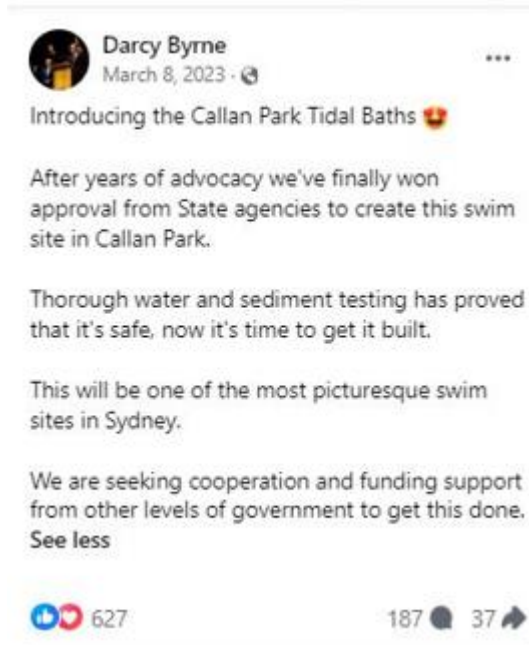 Darcy Byrne
March 8, 2023 ·
Introducing the Callan Park Tidal Baths 🤩
After years of advocacy we've finally won
approval from State agencies to create this swim
site in Callan Park.
Thorough water and sediment testing has proved
that it's safe, now it's time to get it built.
This will be one of the most picturesque swim
sites in Sydney.
We are seeking cooperation and funding support
from other levels of government to get this done.
See less
627 187 37